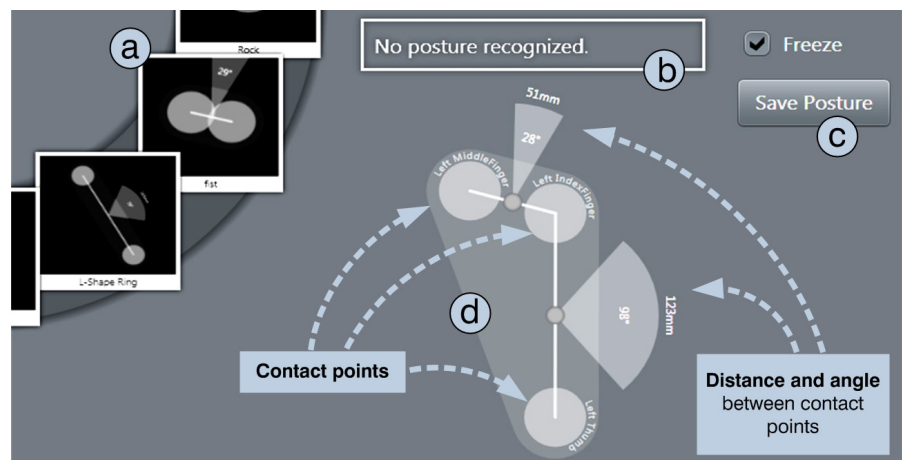 a
Rock
29°
fist
L-Shape Ring
No posture recognized.
b
Freeze
Save Posture
c
51mm
28°
Left MiddleFinger
Left IndexFinger
d
98°
123mm
Left Thumb
Contact points
Distance and angle
between contact
points